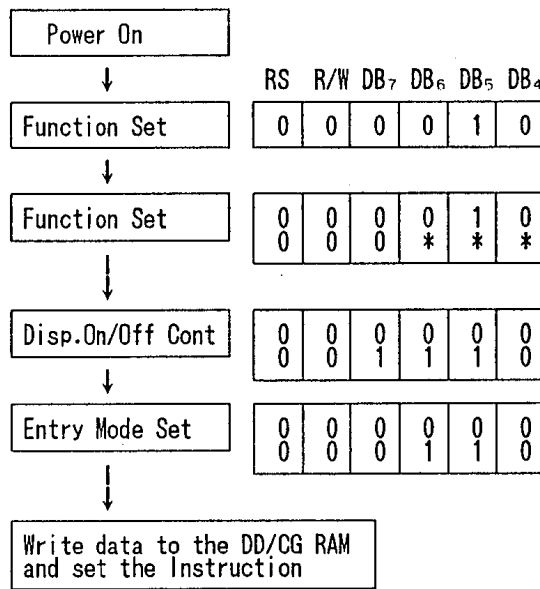 Power On
RS R/W DB₇ DB₆ DB₅ DB₄
Function Set 0 0 0 0 1 0
Function Set 0 0 0 0 1 0
0 0 0 * * *
Disp.On/Off Cont 0 0 0 0 0 0
0 0 1 1 1 0
Entry Mode Set 0 0 0 0 0 0
0 0 0 1 1 0
Write data to the DD/CG RAM
and set the Instruction